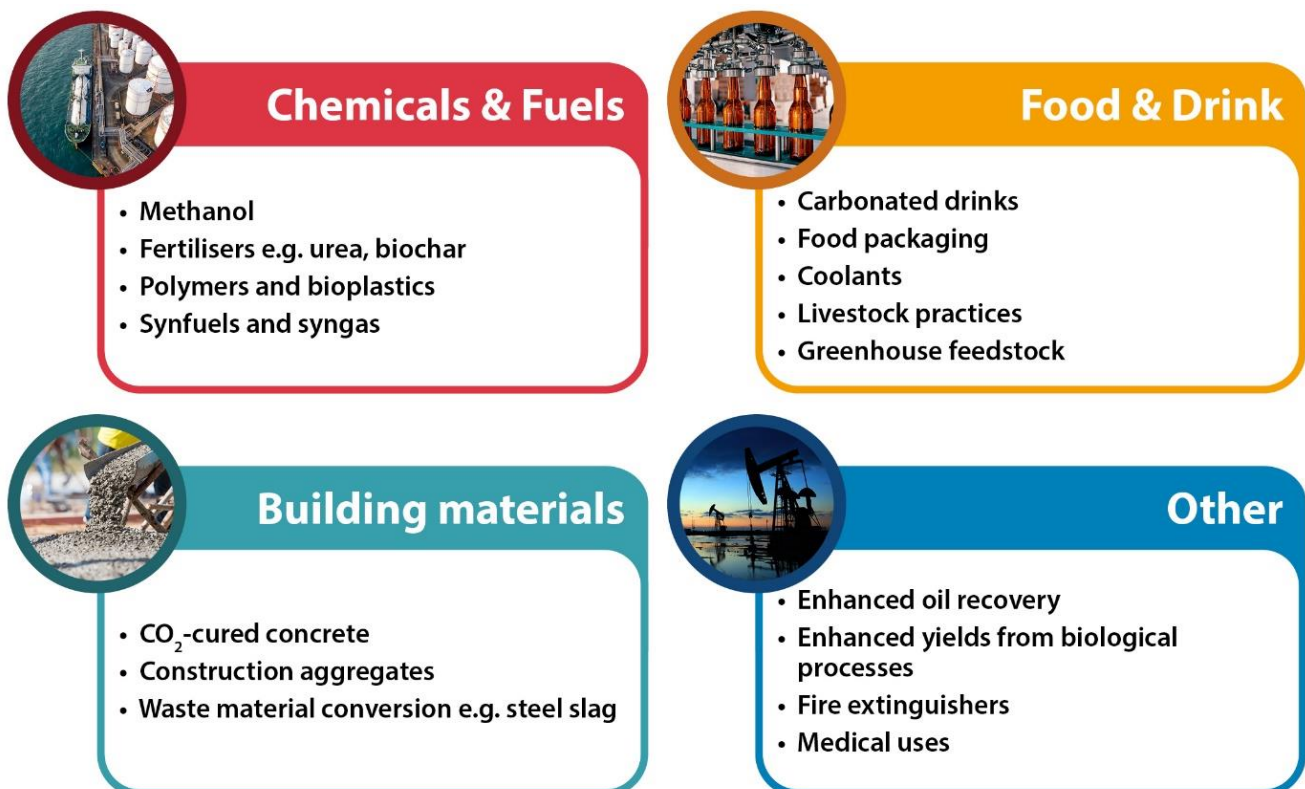 Chemicals & Fuels
• Methanol
• Fertilisers e.g. urea, biochar
• Polymers and bioplastics
• Synfuels and syngas
Food & Drink
• Carbonated drinks
• Food packaging
• Coolants
• Livestock practices
• Greenhouse feedstock
Building materials
• CO₂-cured concrete
• Construction aggregates
• Waste material conversion e.g. steel slag
Other
• Enhanced oil recovery
• Enhanced yields from biological
processes
• Fire extinguishers
• Medical uses